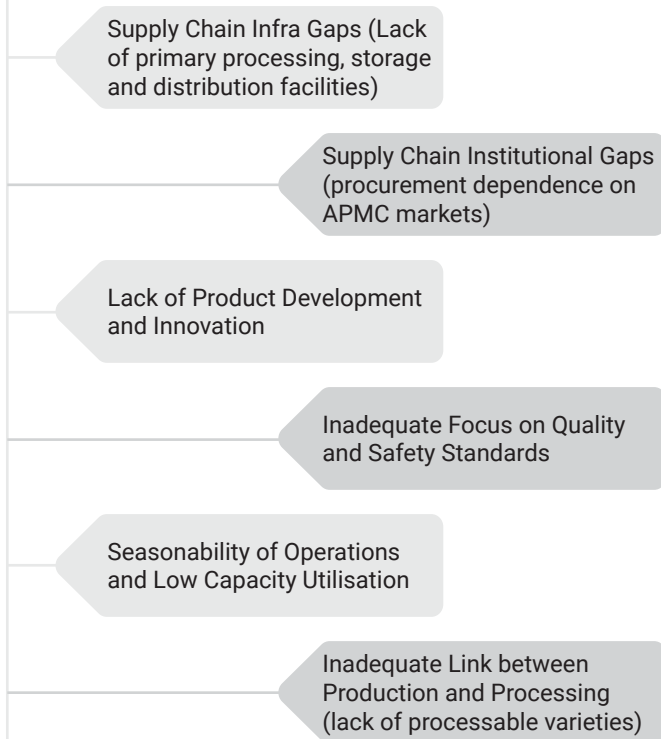 Supply Chain Infra Gaps (Lack
of primary processing, storage
and distribution facilities)
Supply Chain Institutional Gaps
(procurement dependence on
APMC markets)
Lack of Product Development
and Innovation
Inadequate Focus on Quality
and Safety Standards
Seasonability of Operations
and Low Capacity Utilisation
Inadequate Link between
Production and Processing
(lack of processable varieties)